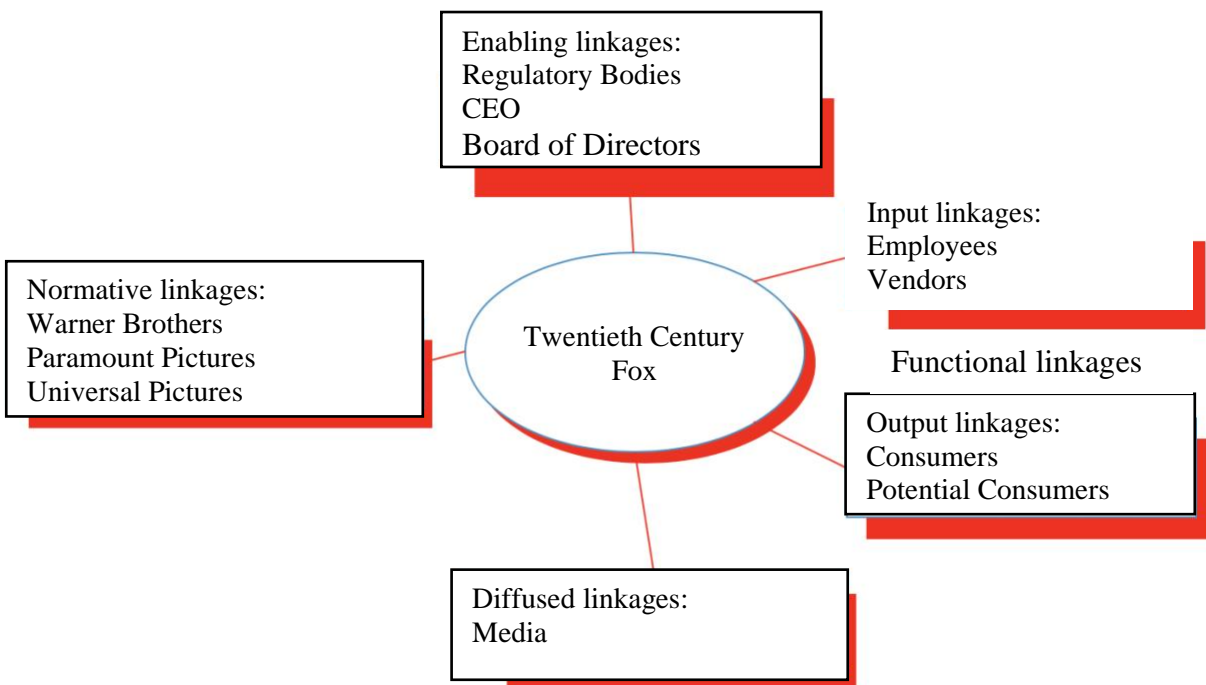 Enabling linkages:
Regulatory Bodies
CEO
Board of Directors
Input linkages:
Employees
Vendors
Normative linkages:
Warner Brothers
Paramount Pictures
Universal Pictures
Twentieth Century
Fox
Functional linkages
Output linkages:
Consumers
Potential Consumers
Diffused linkages:
Media